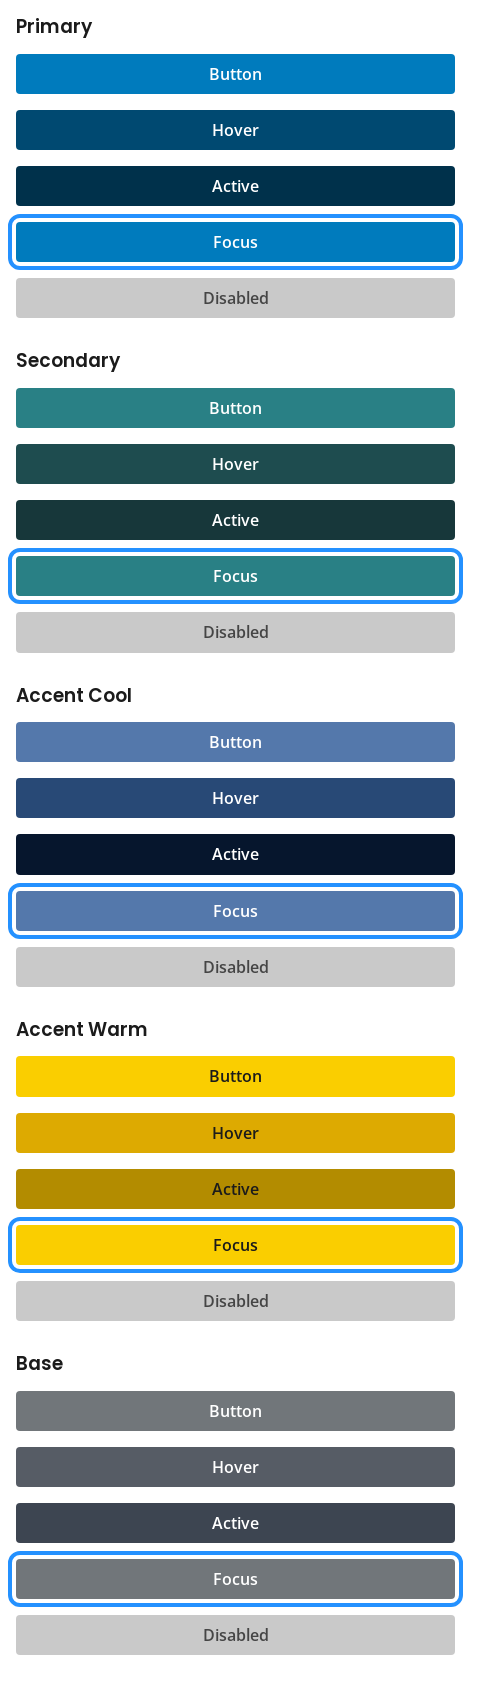 Primary
Button
Hover
Active
Focus
Disabled
Secondary
Button
Hover
Active
Focus
Disabled
Accent Cool
Button
Hover
Active
Focus
Disabled
Accent Warm
Button
Hover
Active
Focus
Disabled
Base
Button
Hover
Active
Focus
Disabled